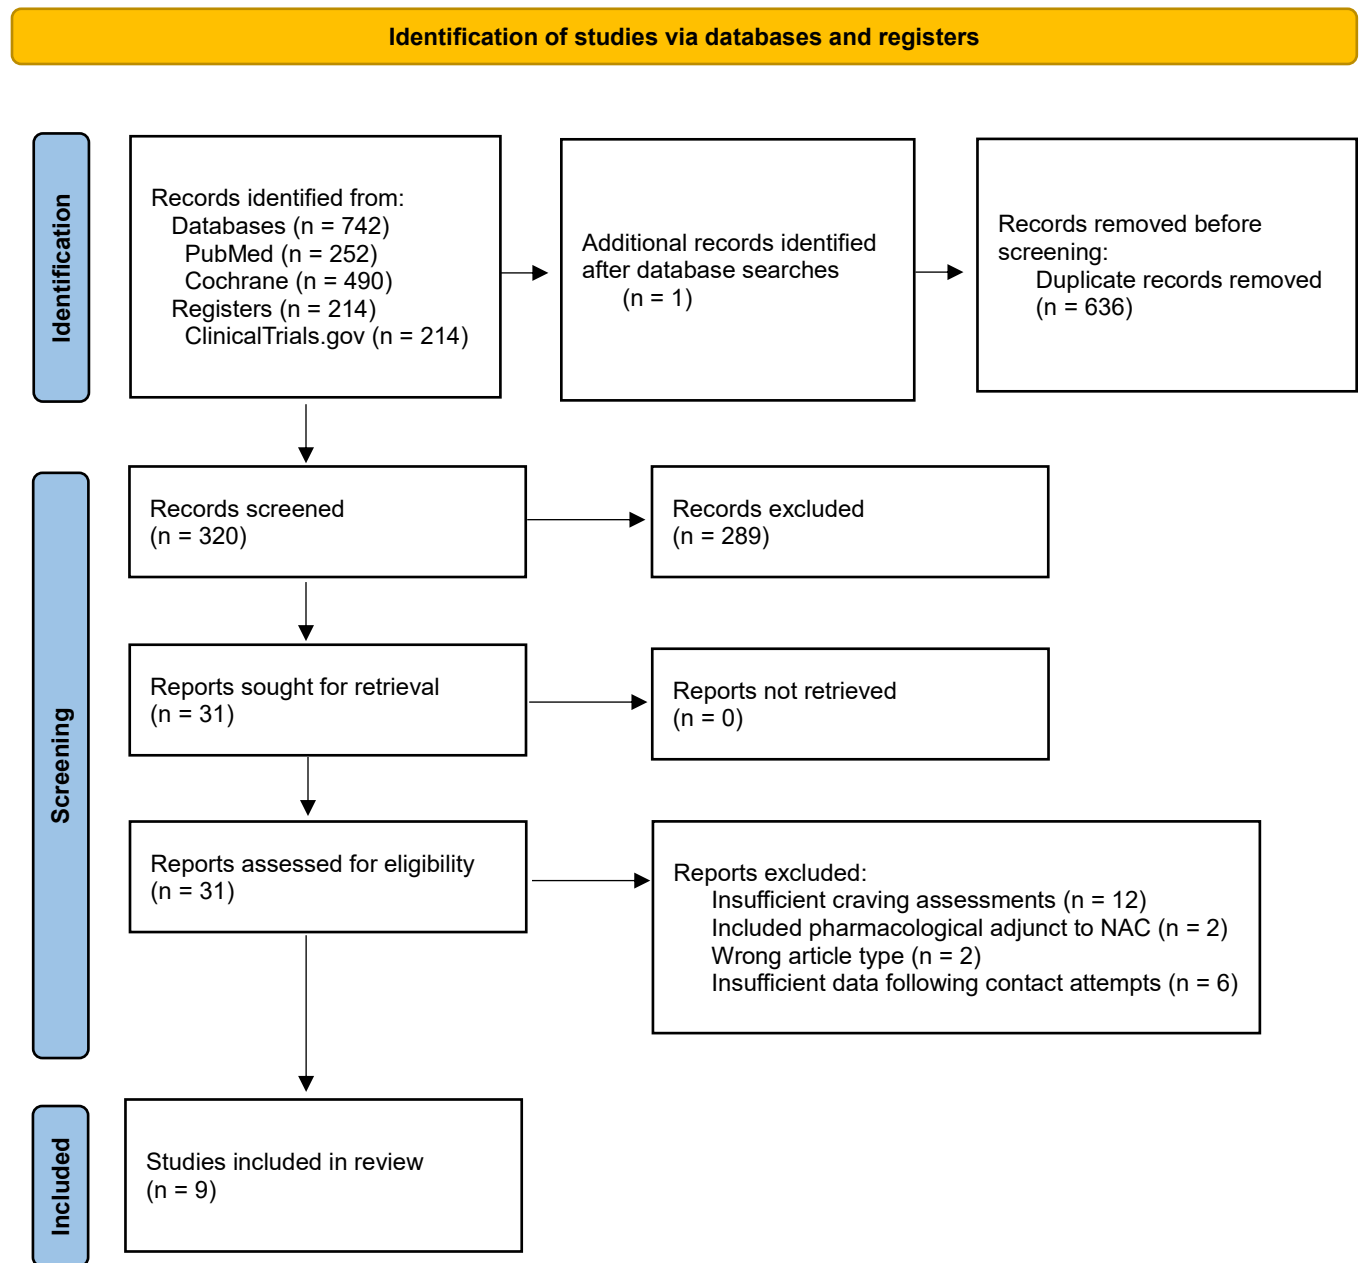 Identification of studies via databases and registers
Identification
Records identified from:
Databases (n = 742)
PubMed (n = 252)
Cochrane (n = 490)
Registers (n = 214)
ClinicalTrials.gov (n = 214)
Additional records identified
after database searches
(n = 1)
Records removed before
screening:
Duplicate records removed
(n = 636)
Screening
Records screened
(n = 320)
Records excluded
(n = 289)
Reports sought for retrieval
(n = 31)
Reports not retrieved
(n = 0)
Reports assessed for eligibility
(n = 31)
Reports excluded:
Insufficient craving assessments (n = 12)
Included pharmacological adjunct to NAC (n = 2)
Wrong article type (n = 2)
Insufficient data following contact attempts (n = 6)
Included
Studies included in review
(n = 9)